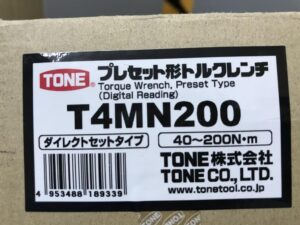 TONE® プレセット形トルクレンチ
Torque Wrench, Preset Type
(Digital Reading)
T4MN200
ダイレクトセットタイプ
40～200N・m
TONE株式会社
TONE CO., LTD.
www.tonetool.co.jp
4 953488 189339